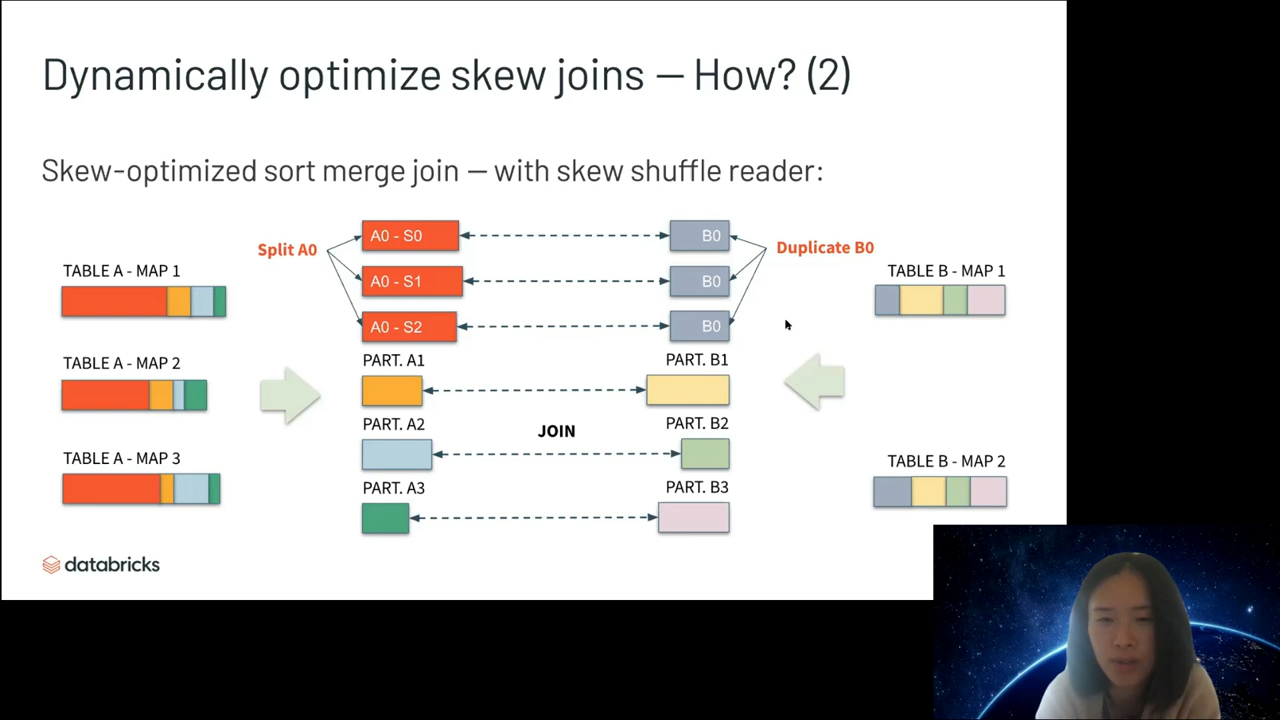 Dynamically optimize skew joins — How? (2)
Skew-optimized sort merge join — with skew shuffle reader:
Split A0
A0 - S0
B0
Duplicate B0
TABLE A - MAP 1
A0 - S1
B0
TABLE B - MAP 1
A0 - S2
B0
TABLE A - MAP 2
PART. A1
PART. B1
PART. A2
JOIN
PART. B2
TABLE A - MAP 3
TABLE B - MAP 2
PART. A3
PART. B3
databricks